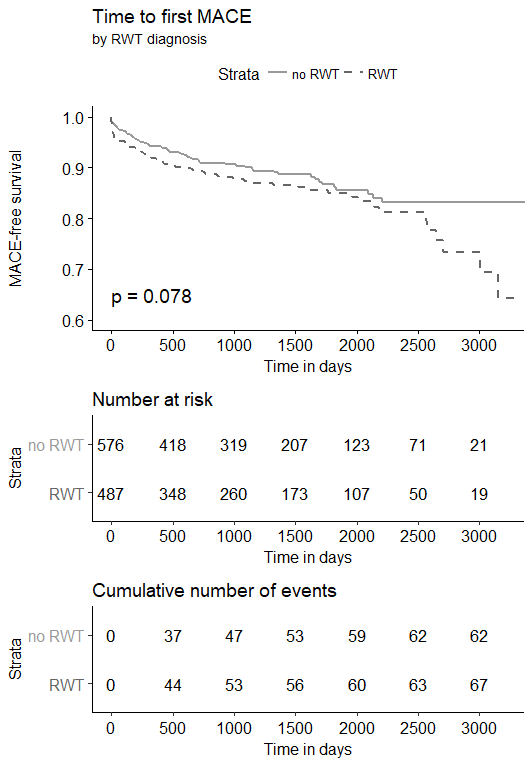 Time to first MACE
by RWT diagnosis
Strata no RWT RWT
MACE-free survival
1.0
0.9
0.8
0.7
0.6
p = 0.078
0 500 1000 1500 2000 2500 3000
Time in days
Number at risk
Strata
no RWT 576 418 319 207 123 71 21
RWT 487 348 260 173 107 50 19
0 500 1000 1500 2000 2500 3000
Time in days
Cumulative number of events
Strata
no RWT 0 37 47 53 59 62 62
RWT 0 44 53 56 60 63 67
0 500 1000 1500 2000 2500 3000
Time in days